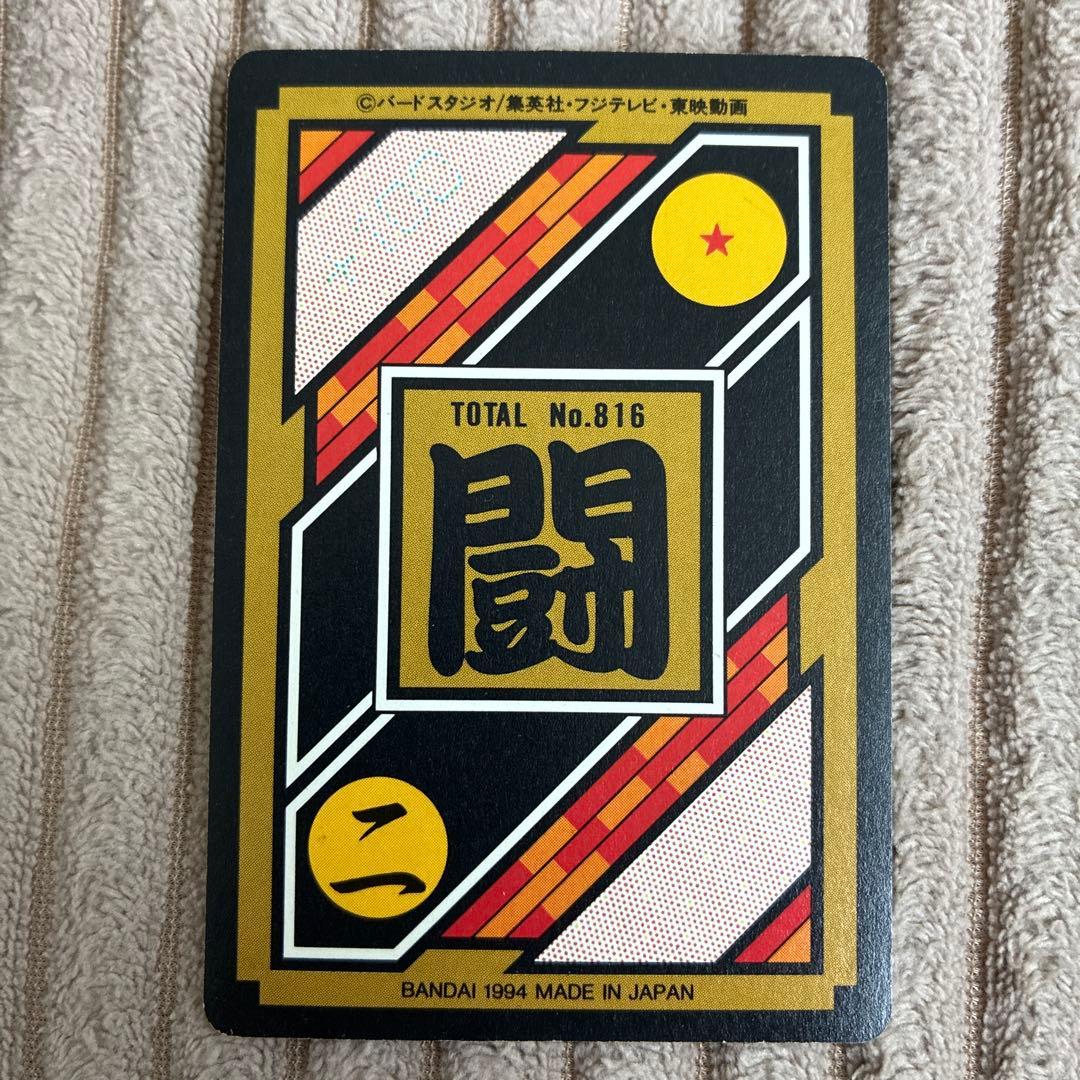 ©バードスタジオ/集英社・フジテレビ・東映動画
TOTAL No.816
闘
二
BANDAI 1994 MADE IN JAPAN